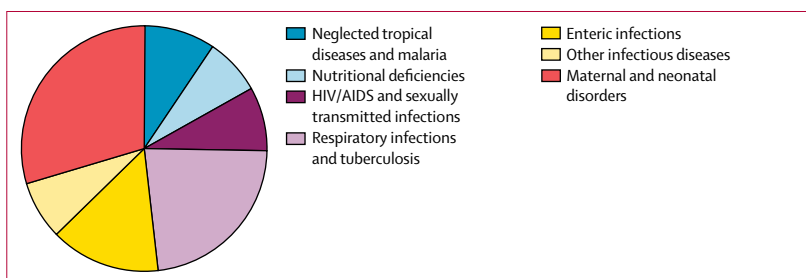 Neglected tropical
diseases and malaria
Nutritional deficiencies
HIV/AIDS and sexually
transmitted infections
Respiratory infections
and tuberculosis
Enteric infections
Other infectious diseases
Maternal and neonatal
disorders